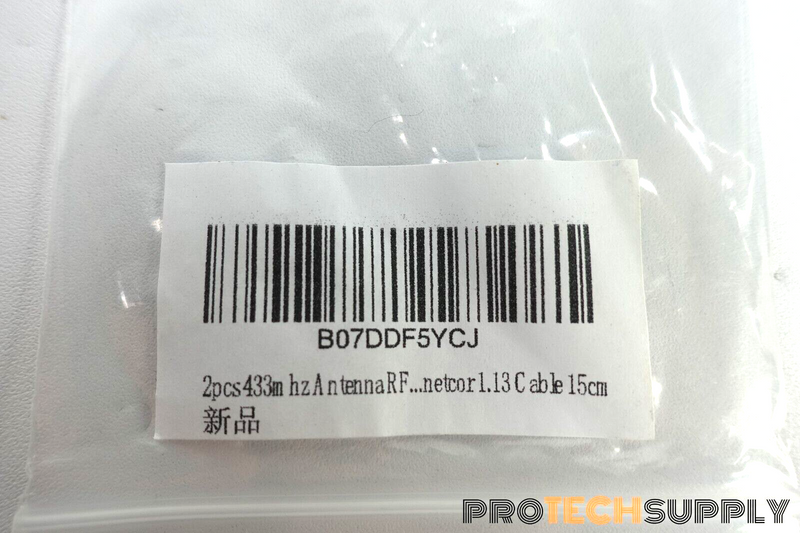 B07DDF5YCJ
2pcs433mhzAntennaRF...netcor1.13Cable15cm
新品
PROTECHSUPPLY